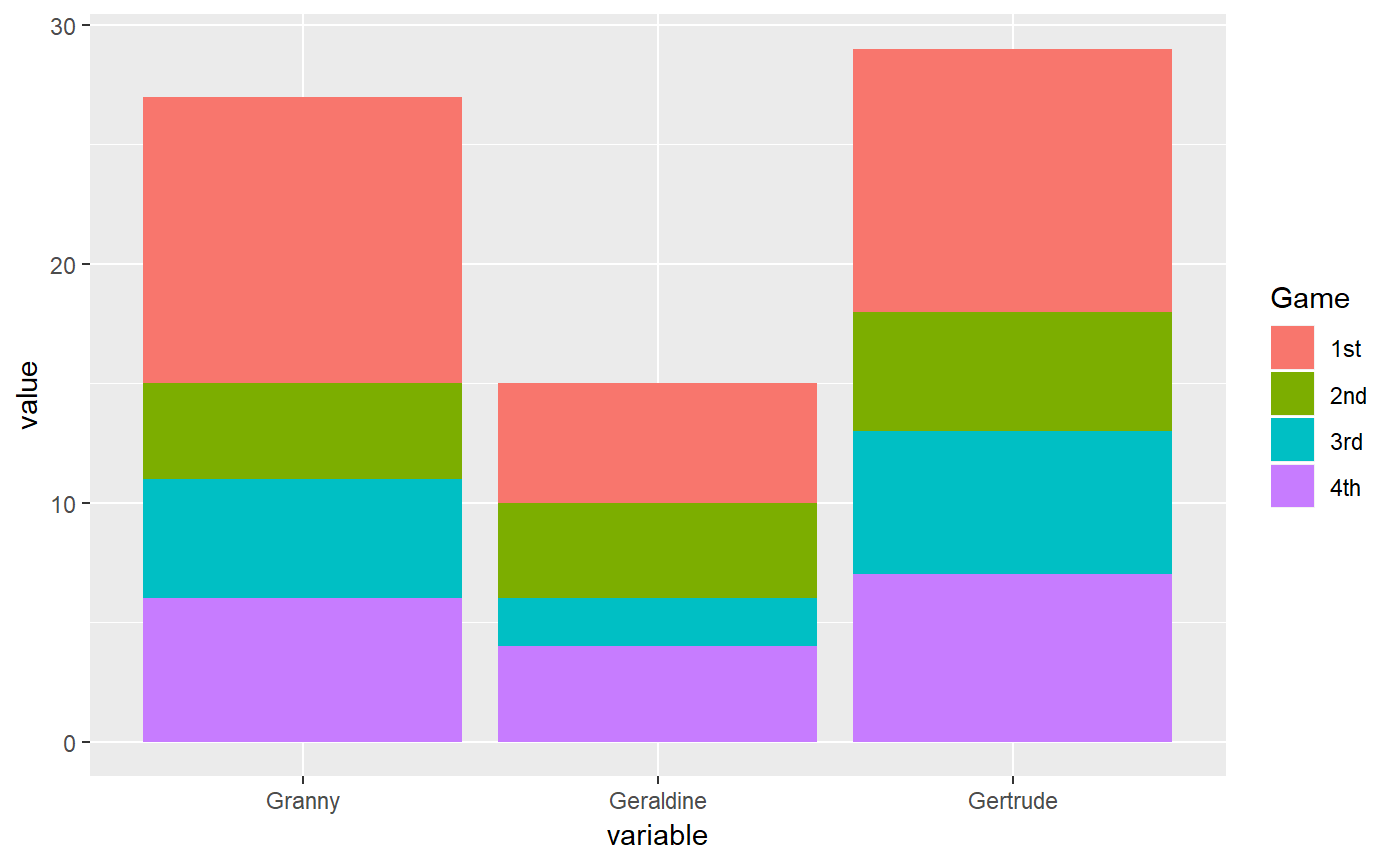 30
20
10
0
value
Granny Geraldine Gertrude
variable
Game
1st
2nd
3rd
4th